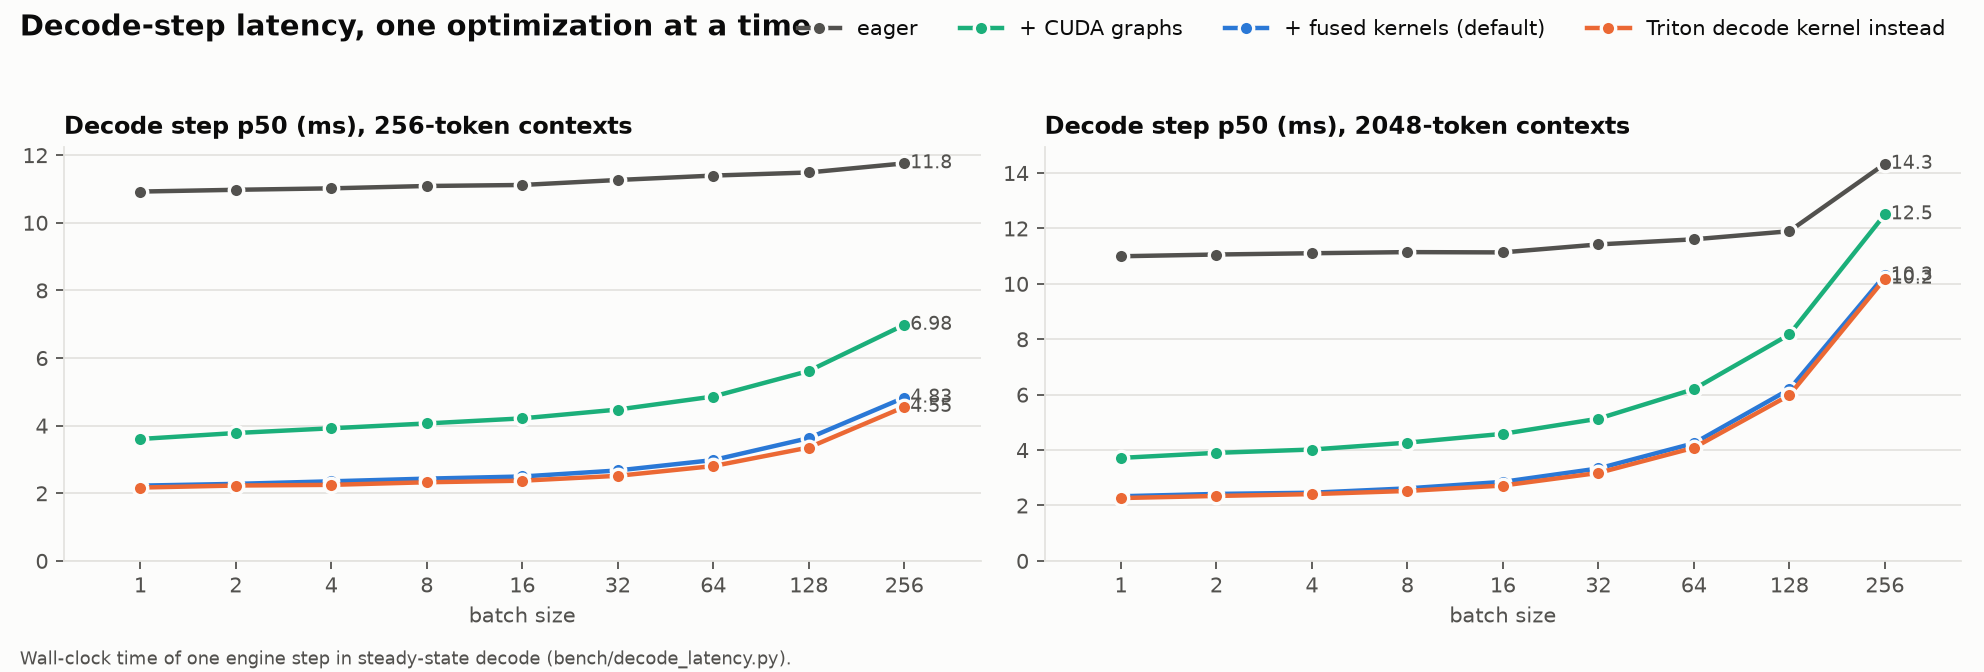 Decode-step latency, one optimization at a time
eager
+ CUDA graphs
+ fused kernels (default)
Triton decode kernel instead
Decode step p50 (ms), 256-token contexts
12
10
8
6
4
2
0
11.8
6.98
4.83
4.55
1 2 4 8 16 32 64 128 256
batch size
Decode step p50 (ms), 2048-token contexts
14
12
10
8
6
4
2
0
14.3
12.5
10.3
10.2
1 2 4 8 16 32 64 128 256
batch size
Wall-clock time of one engine step in steady-state decode (bench/decode_latency.py).